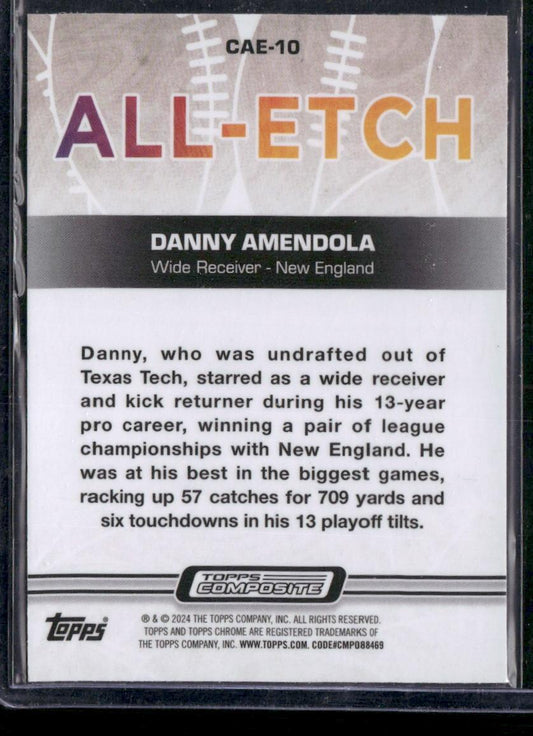 CAE-10
ALL-ETCH
DANNY AMENDOLA
Wide Receiver - New England
Danny, who was undrafted out of
Texas Tech, starred as a wide receiver
and kick returner during his 13-year
pro career, winning a pair of league
championships with New England. He
was at his best in the biggest games,
racking up 57 catches for 709 yards and
six touchdowns in his 13 playoff tilts.
TOPPS
COMPOSITE
topps®
® & © 2024 THE TOPPS COMPANY, INC. ALL RIGHTS RESERVED.
TOPPS AND TOPPS CHROME ARE REGISTERED TRADEMARKS OF
THE TOPPS COMPANY, INC. WWW.TOPPS.COM. CODE#CMP088469